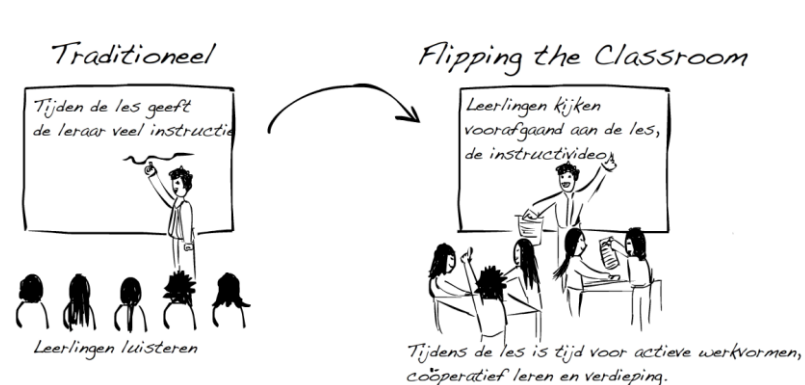 Traditioneel
Tijden de les geeft
de leraar veel instructie
Leerlingen luisteren
Flipping the Classroom
Leerlingen kijken
voorafgaand aan de les,
de instructivideo
Tijdens de les is tijd voor actieve werkvormen,
coöperatief leren en verdieping.